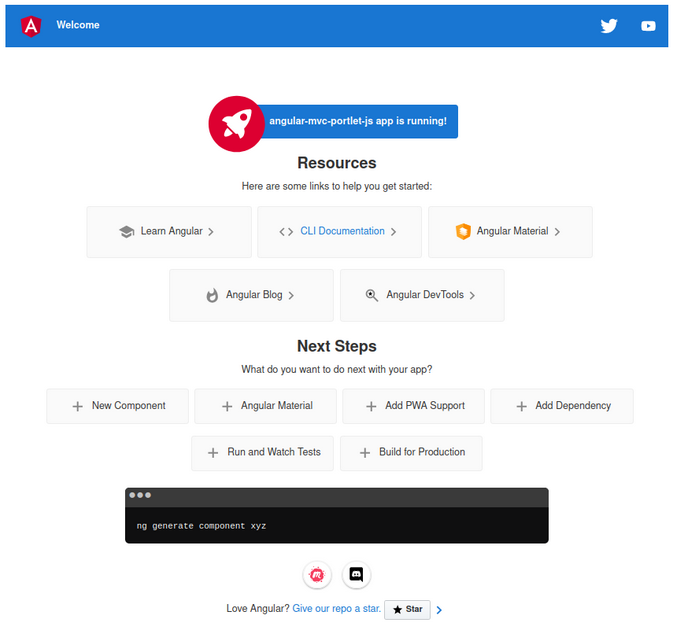 Welcome
angular-mvc-portlet-js app is running!
Resources
Here are some links to help you get started:
Learn Angular
CLI Documentation
Angular Material
Angular Blog
Angular DevTools
Next Steps
What do you want to do next with your app?
New Component
Angular Material
Add PWA Support
Add Dependency
Run and Watch Tests
Build for Production
ng generate component xyz
Love Angular? Give our repo a star. Star